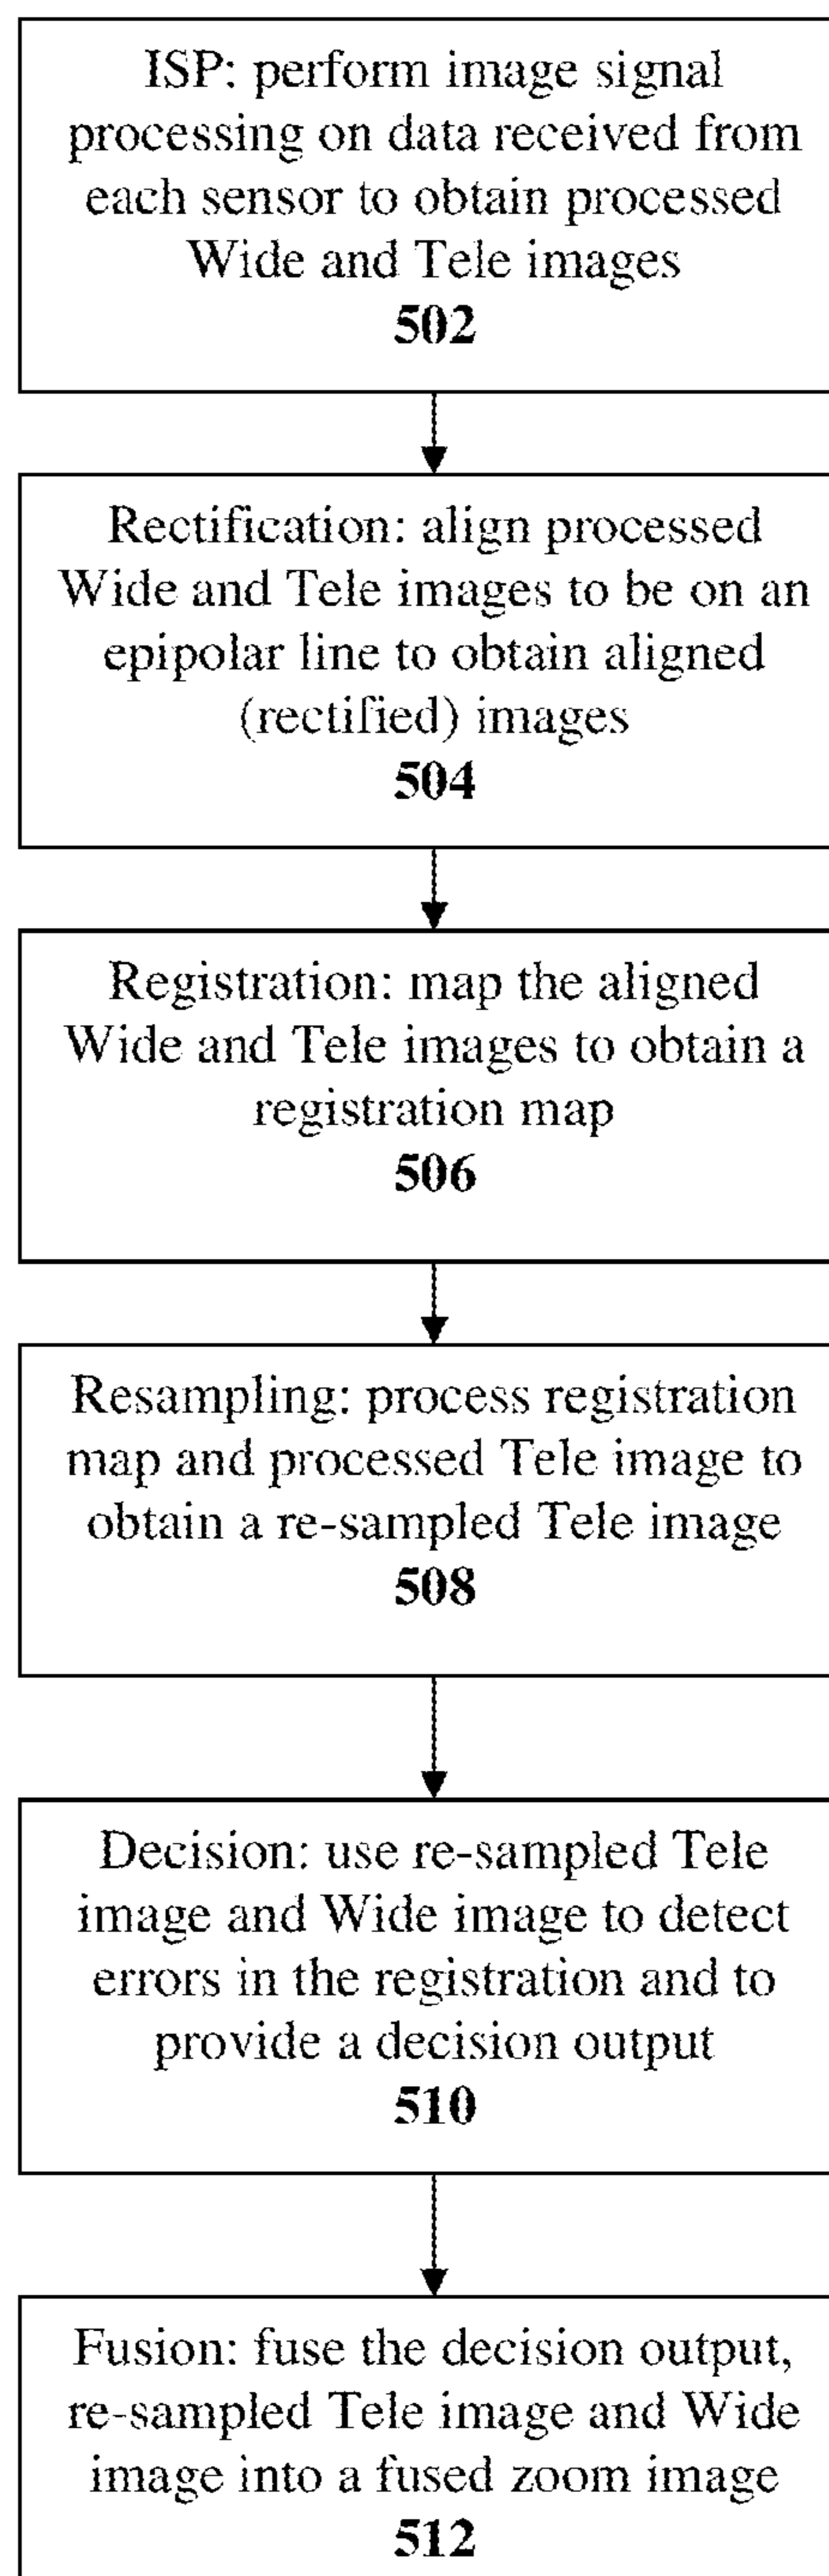 ISP: perform image signal
processing on data received from
each sensor to obtain processed
Wide and Tele images
502
Rectification: align processed
Wide and Tele images to be on an
epipolar line to obtain aligned
(rectified) images
504
Registration: map the aligned
Wide and Tele images to obtain a
registration map
506
Resampling: process registration
map and processed Tele image to
obtain a re-sampled Tele image
508
Decision: use re-sampled Tele
image and Wide image to detect
errors in the registration and to
provide a decision output
510
Fusion: fuse the decision output,
re-sampled Tele image and Wide
image into a fused zoom image
512